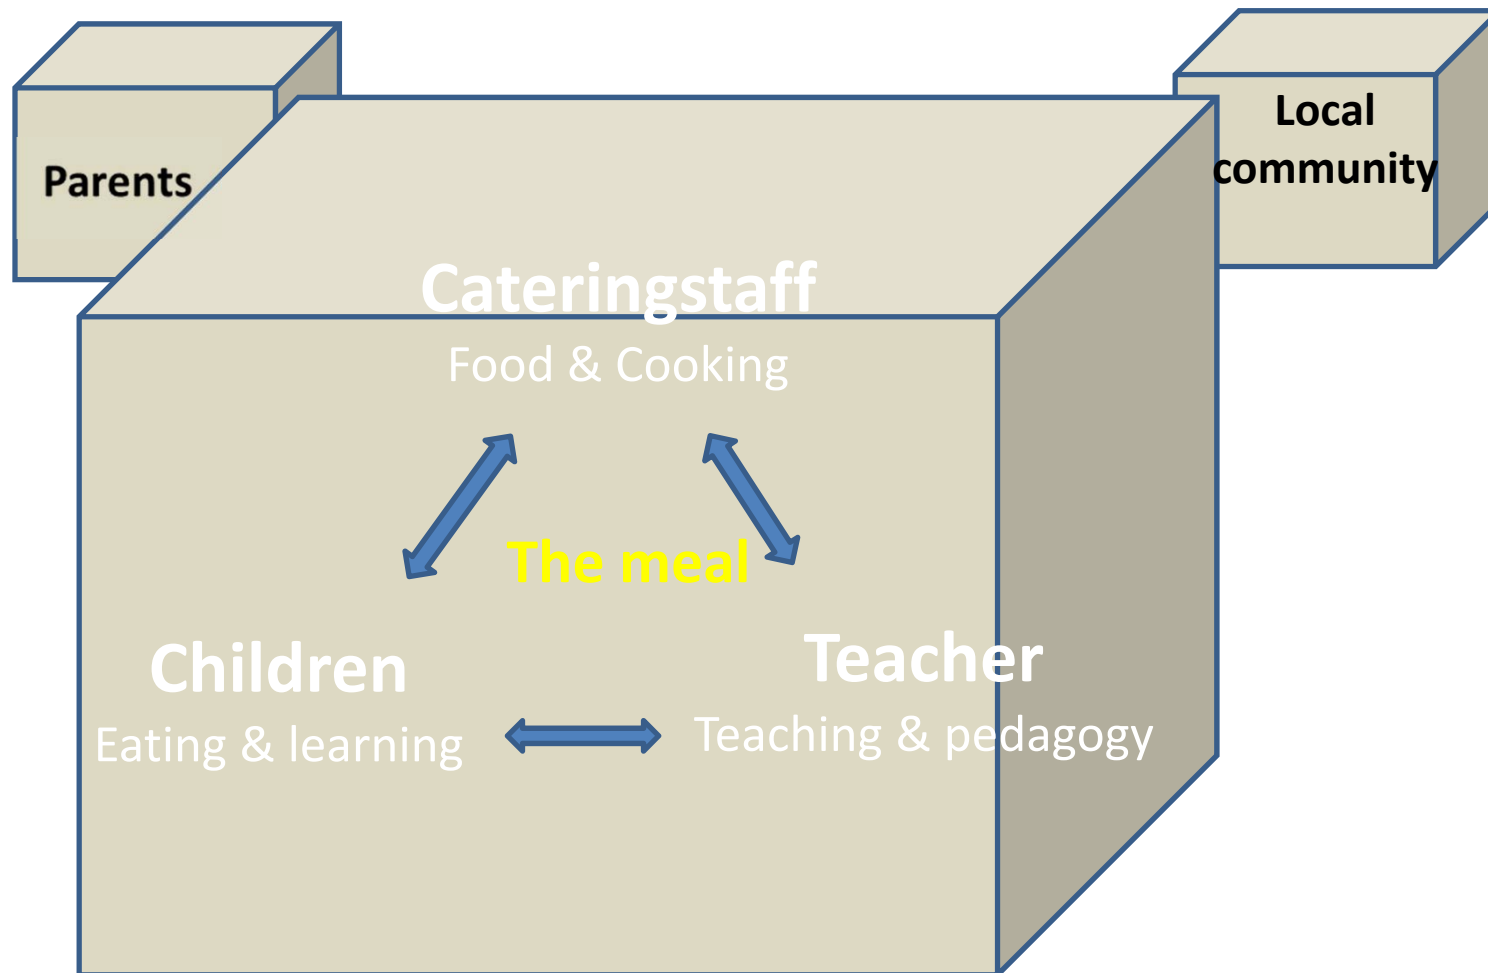 Parents
Local
community
Cateringstaff
Food & Cooking
The meal
Children
Eating & learning
Teacher
Teaching & pedagogy